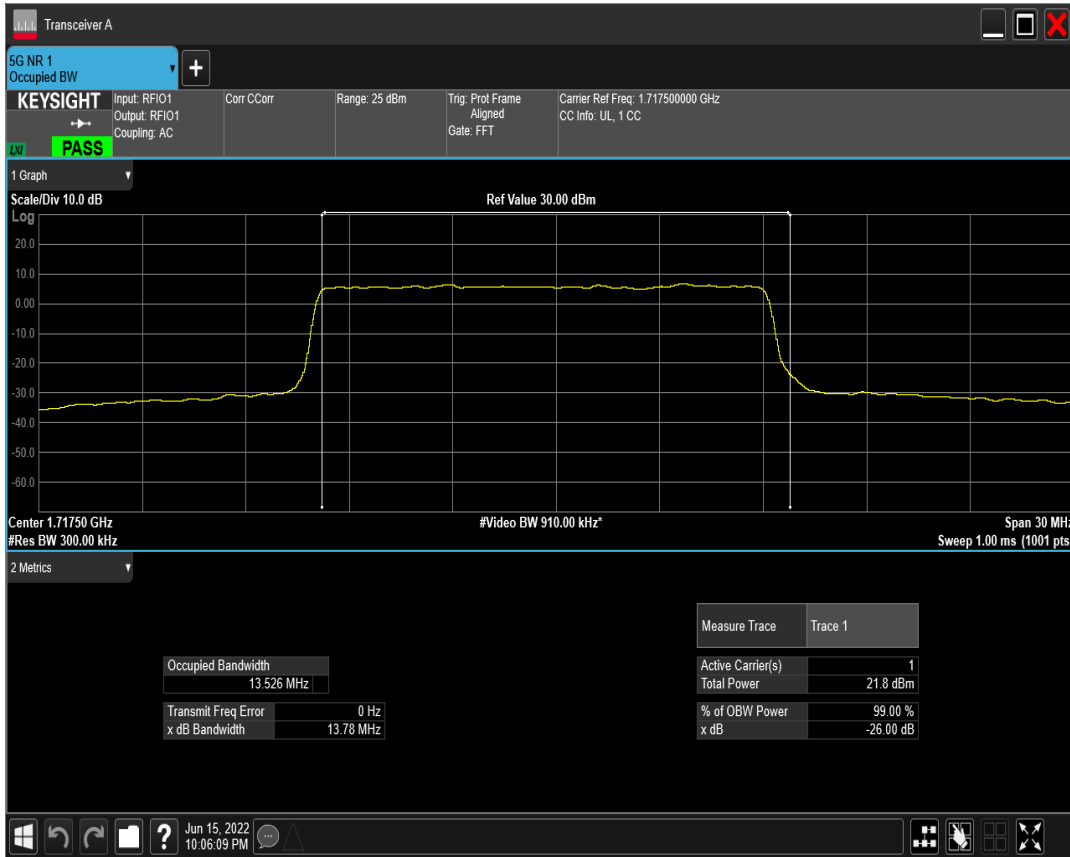 Transceiver A
5G NR 1
Occupied BW
KEYSIGHT
LXI
PASS
Input: RFIO1
Output: RFIO1
Coupling: AC
Corr CCorr
Range: 25 dBm
Trig: Prot Frame
Aligned
Gate: FFT
Carrier Ref Freq: 1.717500000 GHz
CC Info: UL, 1 CC
1 Graph
Scale/Div 10.0 dB
Ref Value 30.00 dBm
Log
20.0
10.0
0.00
-10.0
-20.0
-30.0
-40.0
-50.0
-60.0
Center 1.71750 GHz
#Video BW 910.00 kHz*
Span 30 MHz
#Res BW 300.00 kHz
Sweep 1.00 ms (1001 pts
2 Metrics
Measure Trace Trace 1
Occupied Bandwidth
13.526 MHz
Active Carrier(s) 1
Total Power 21.8 dBm
Transmit Freq Error 0 Hz
x dB Bandwidth 13.78 MHz
% of OBW Power 99.00 %
x dB -26.00 dB
?
Jun 15, 2022
10:06:09 PM